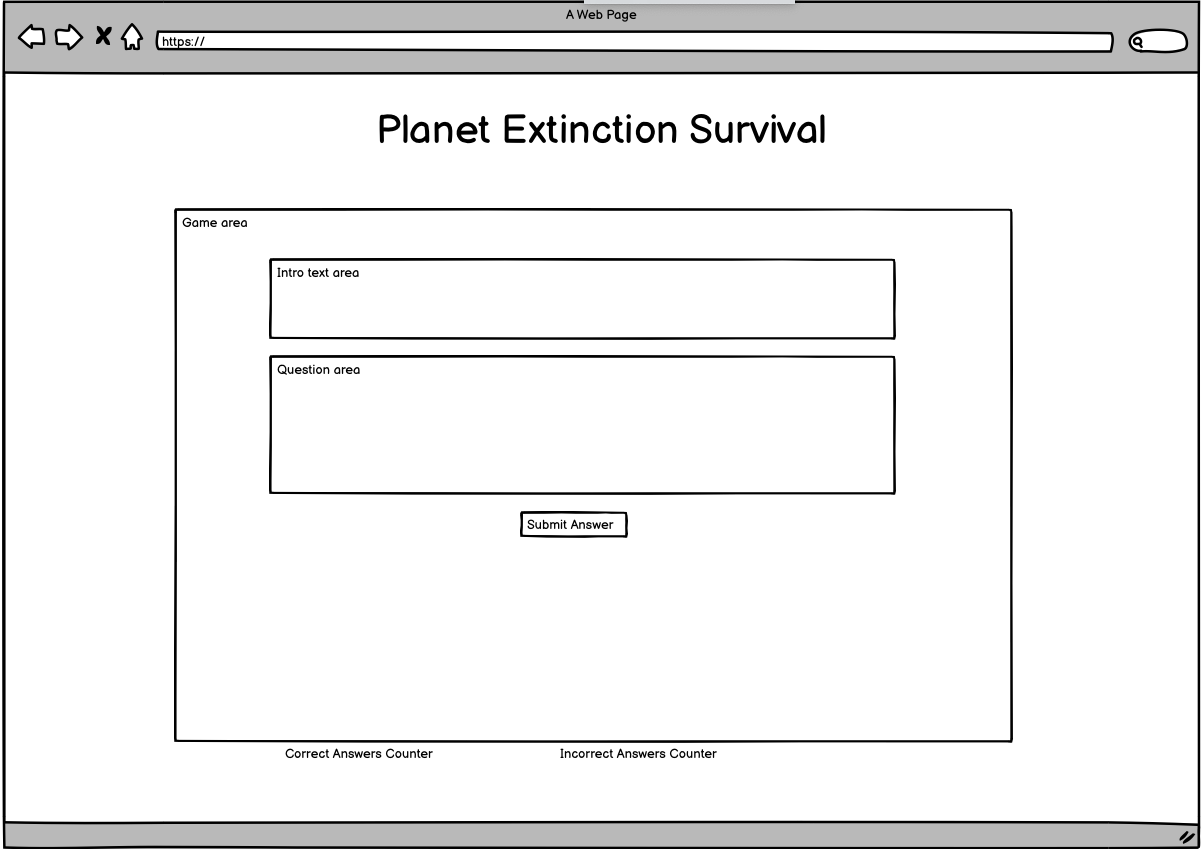 A Web Page
https://
Planet Extinction Survival
Game area
Intro text area
Question area
Submit Answer
Correct Answers Counter
Incorrect Answers Counter